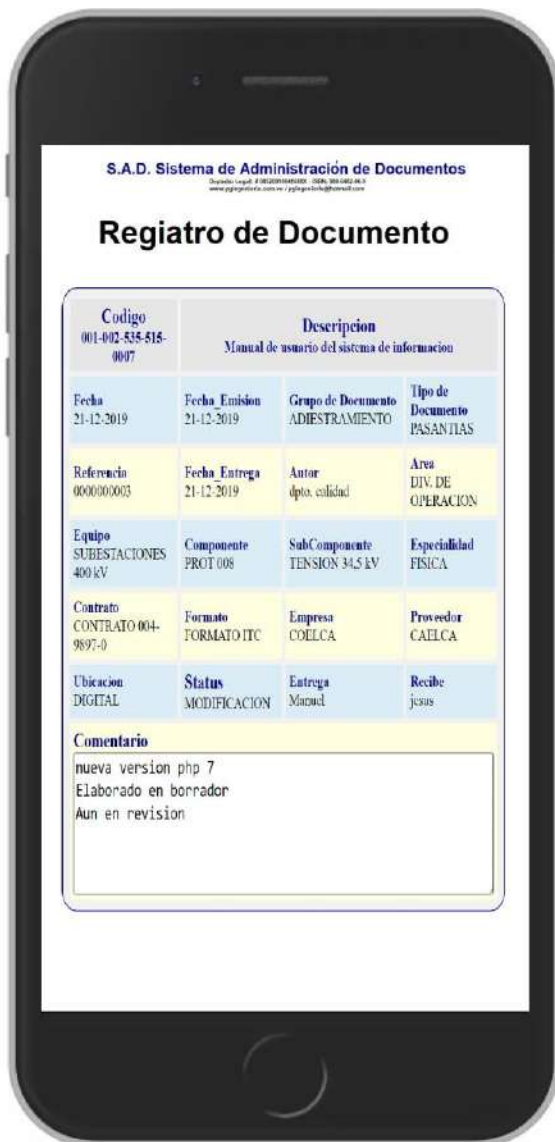 S.A.D. Sistema de Administración de Documentos
Regiatro de Documento
Codigo
001-002-535-515-
0007
Descripcion
Manual de usuario del sistema de informacion
Fecha
21-12-2019
Fecha_Emision
21-12-2019
Grupo de Documento
ADIESTRAMIENTO
Tipo de
Documento
PASANTIAS
Referencia
0000000003
Fecha_Entrega
21-12-2019
Autor
dpto. calidad
Area
DIV. DE
OPERACION
Equipo
SUBESTACIONES
400 kV
Componente
PROT 008
SubComponente
TENSION 34,5 kV
Especialidad
FISICA
Contrato
CONTRATO 004-
9897-0
Formato
FORMATO ITC
Empresa
COELCA
Proveedor
CAELCA
Ubicacion
DIGITAL
Status
MODIFICACION
Entrega
Manuel
Recibe
jesus
Comentario
nueva version php 7
Elaborado en borrador
Aun en revision